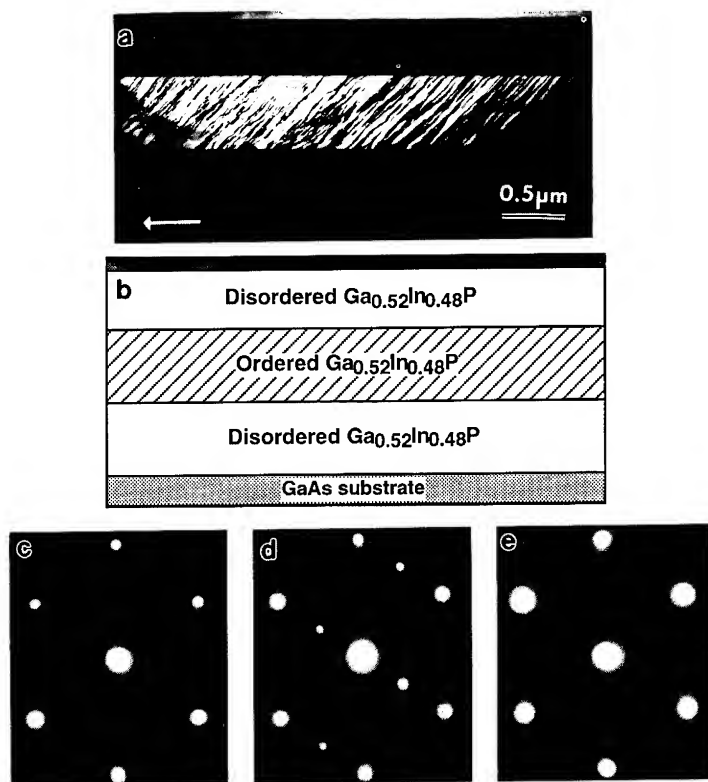 a
0.5μm
b
Disordered Ga0.52In0.48P
Ordered Ga0.52In0.48P
Disordered Ga0.52In0.48P
GaAs substrate
c
d
e